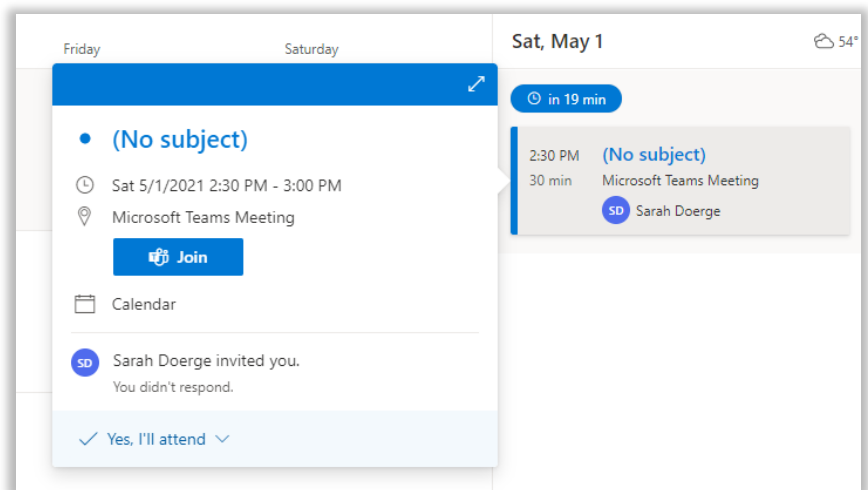 Friday
Saturday
Sat, May 1
54°
in 19 min
(No subject)
Sat 5/1/2021 2:30 PM - 3:00 PM
Microsoft Teams Meeting
Join
Calendar
SD Sarah Doerge invited you.
You didn't respond.
Yes, I'll attend
2:30 PM (No subject)
30 min Microsoft Teams Meeting
SD Sarah Doerge